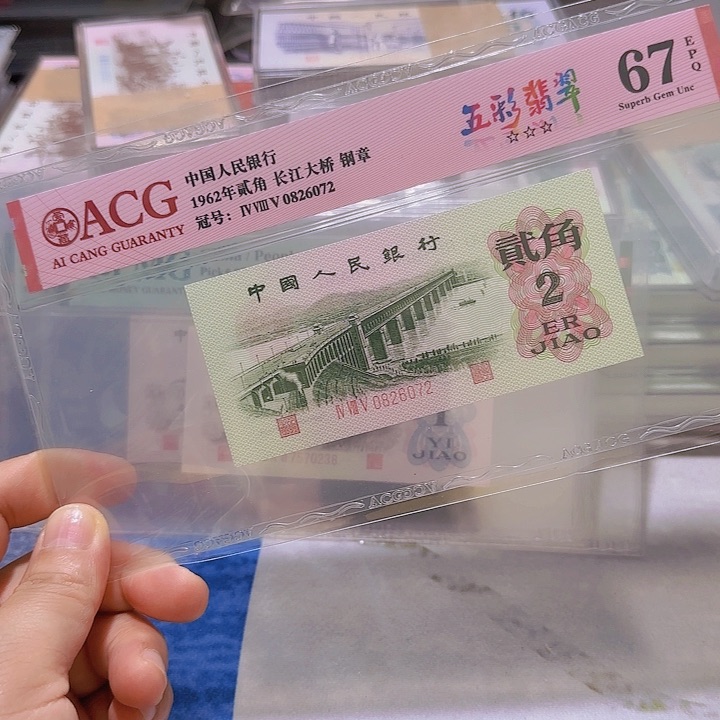 ACG
AI CANG GUARANTY
中国人民银行
1962年贰角 长江大桥 钢章
冠号: IV VIII V 0826072
五彩翡翠
☆☆☆
67
EPQ
Superb Gem Unc
中國人民銀行
貳角
2
ER
JIAO
IV VIII V 0826072
1
YI
JIAO